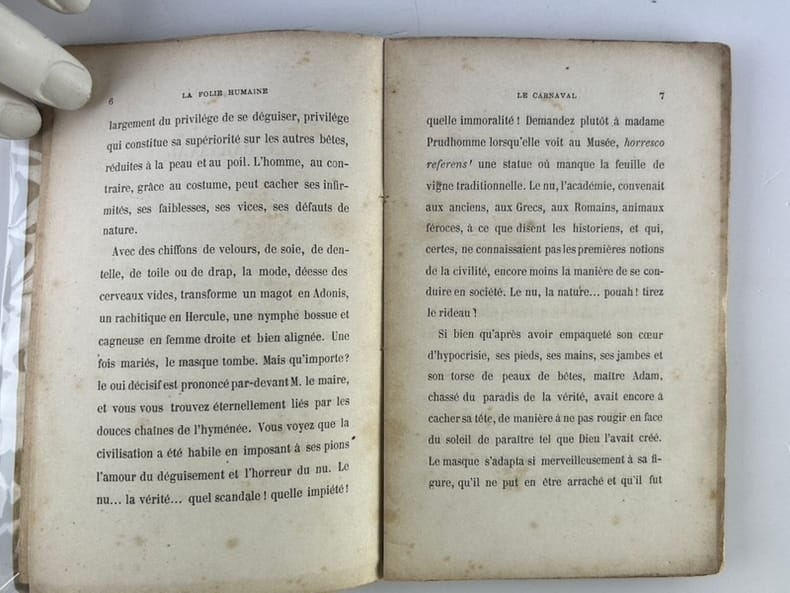 6 LA FOLIE HUMAINE
largement du privilége de se déguiser, privilége
qui constitue sa supériorité sur les autres bêtes,
réduites à la peau et au poil. L'homme, au con-
traire, grâce au costume, peut cacher ses infir-
mités, ses faiblesses, ses vices, ses défauts de
nature.
Avec des chiffons de velours, de soie, de den-
telle, de toile ou de drap, la mode, déesse des
cerveaux vides, transforme un magot en Adonis,
un rachitique en Hercule, une nymphe bossue et
cagneuse en femme droite et bien alignée. Une
fois mariés, le masque tombe. Mais qu'importe?
le oui décisif est prononcé par-devant M. le maire,
et vous vous trouvez éternellement liés par les
douces chaînes de l'hyménée. Vous voyez que la
civilisation a été habile en imposant à ses pions
l'amour du déguisement et l'horreur du nu. Le
nu... la vérité... quel scandale! quelle impiété!
LE CARNAVAL 7
quelle immoralité! Demandez plutôt à madame
Prudhomme lorsqu'elle voit au Musée, horresco
referens! une statue où manque la feuille de
vigne traditionnelle. Le nu, l'académie, convenait
aux anciens, aux Grecs, aux Romains, animaux
féroces, à ce que disent les historiens, et qui,
certes, ne connaissaient pas les premières notions
de la civilité, encore moins la manière de se con-
duire en société. Le nu, la nature... pouah! tirez
le rideau!
Si bien qu'après avoir empaqueté son cœur
d'hypocrisie, ses pieds, ses mains, ses jambes et
son torse de peaux de bêtes, maître Adam,
chassé du paradis de la vérité, avait encore à
cacher sa tête, de manière à ne pas rougir en face
du soleil de paraître tel que Dieu l'avait créé.
Le masque s'adapta si merveilleusement à sa fi-
gure, qu'il ne put en être arraché et qu'il fut